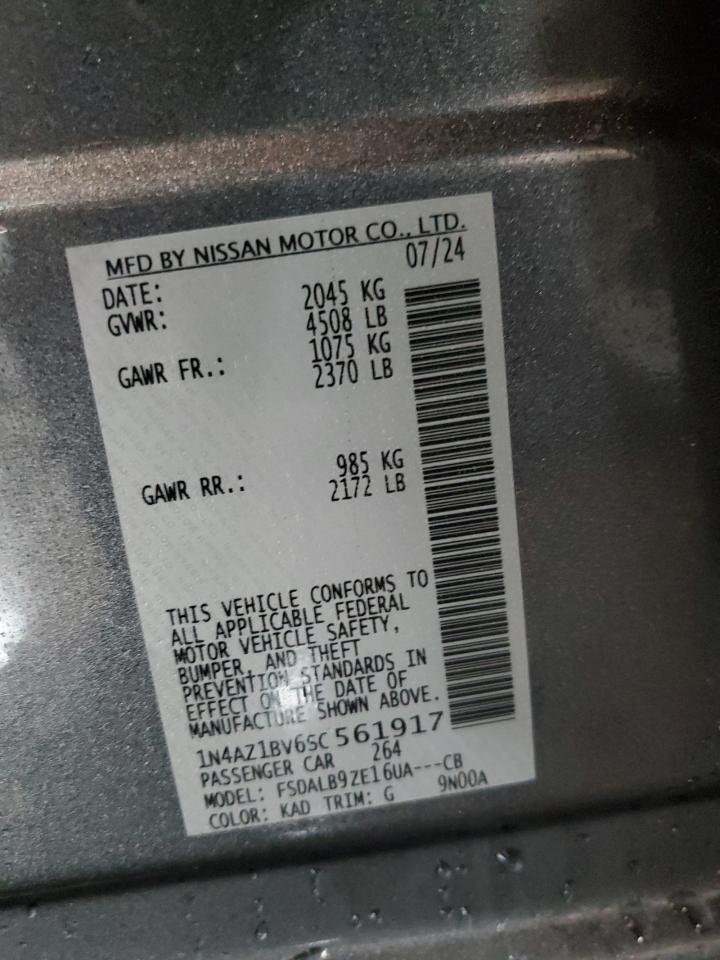 MFD BY NISSAN MOTOR CO., LTD.
DATE: 07/24
GVWR: 2045 KG
4508 LB
GAWR FR.: 1075 KG
2370 LB
GAWR RR.: 985 KG
2172 LB
THIS VEHICLE CONFORMS TO
ALL APPLICABLE FEDERAL
MOTOR VEHICLE SAFETY,
BUMPER, AND THEFT
PREVENTION STANDARDS IN
EFFECT ON THE DATE OF
MANUFACTURE SHOWN ABOVE.
1N4AZ1BV6SC561917
PASSENGER CAR 264
MODEL: FSDALB9ZE16UA---CB
COLOR: KAD TRIM: G 9N00A